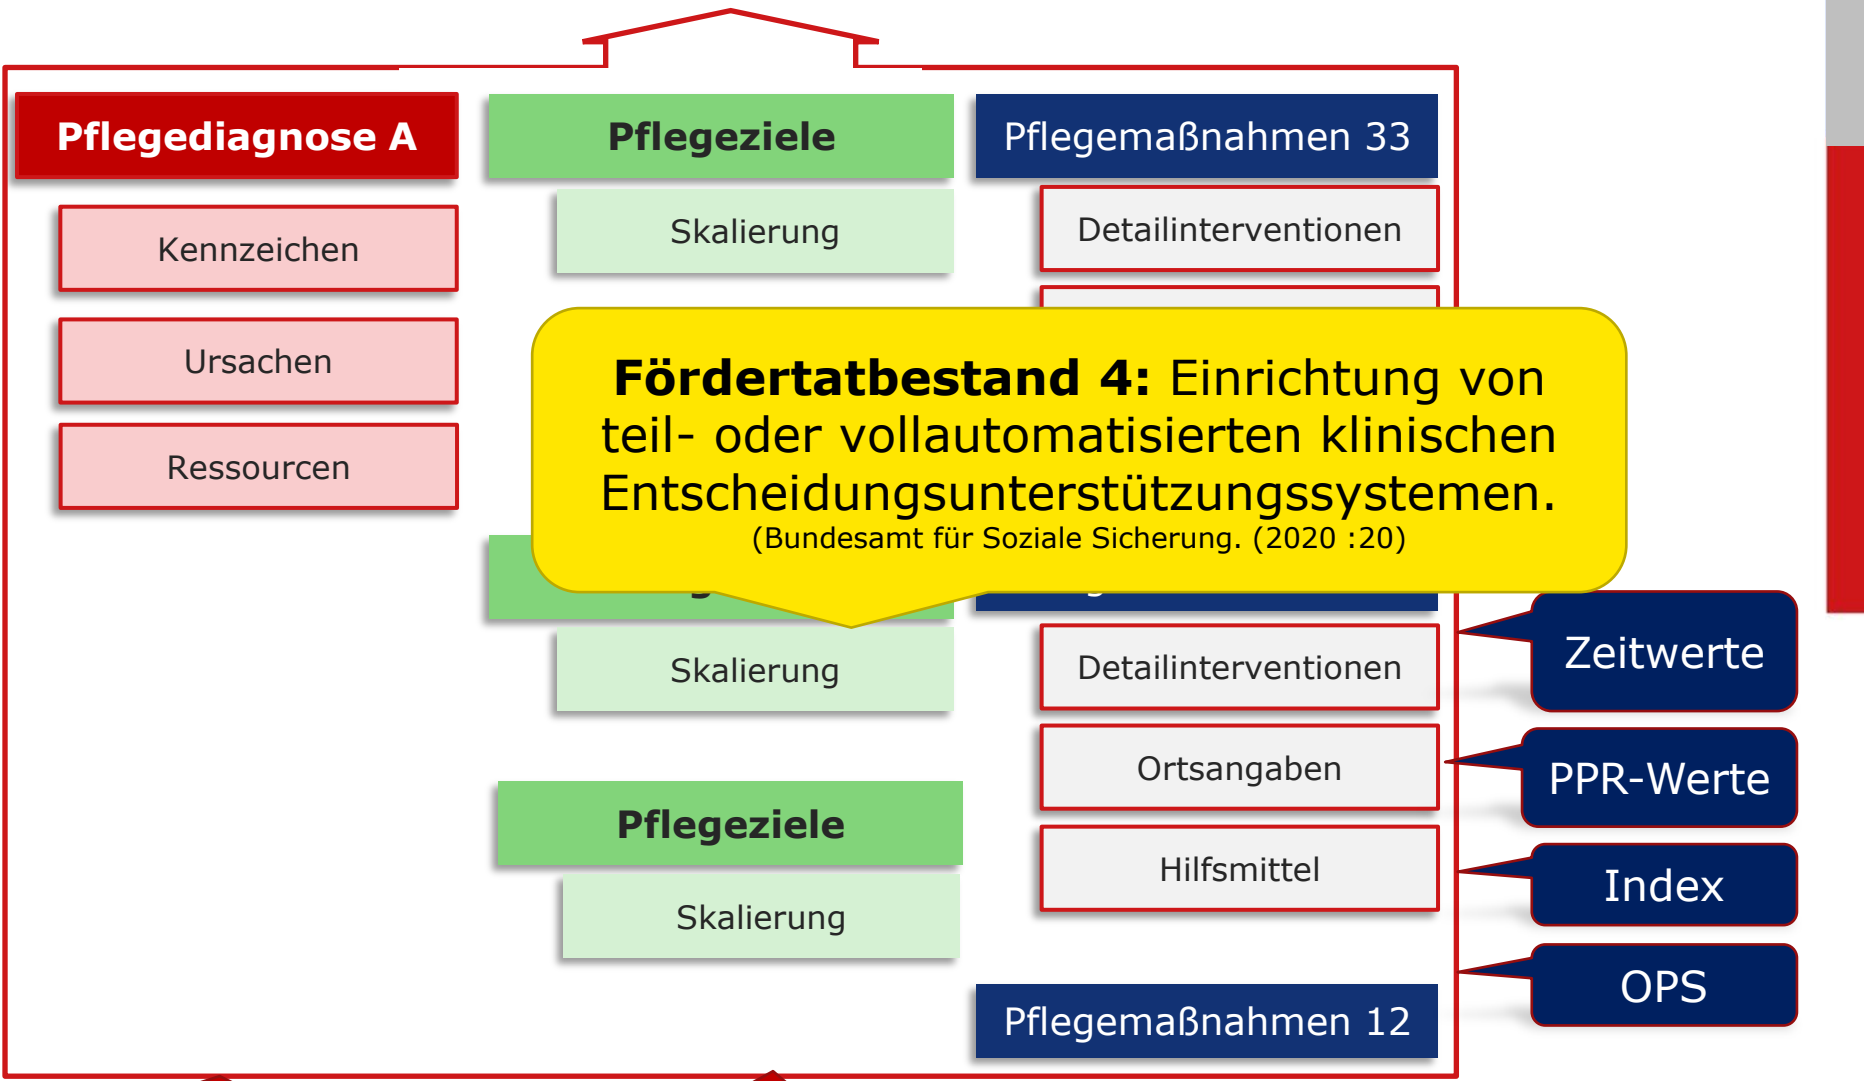 Pflegediagnose A
Kennzeichen
Ursachen
Ressourcen
Pflegeziele
Skalierung
Pflegemaßnahmen 33
Detailinterventionen
Fördertatbestand 4: Einrichtung von
teil- oder vollautomatisierten klinischen
Entscheidungsunterstützungssystemen.
(Bundesamt für Soziale Sicherung. (2020 :20)
Skalierung
Pflegeziele
Skalierung
Detailinterventionen
Ortsangaben
Hilfsmittel
Pflegemaßnahmen 12
Zeitwerte
PPR-Werte
Index
OPS